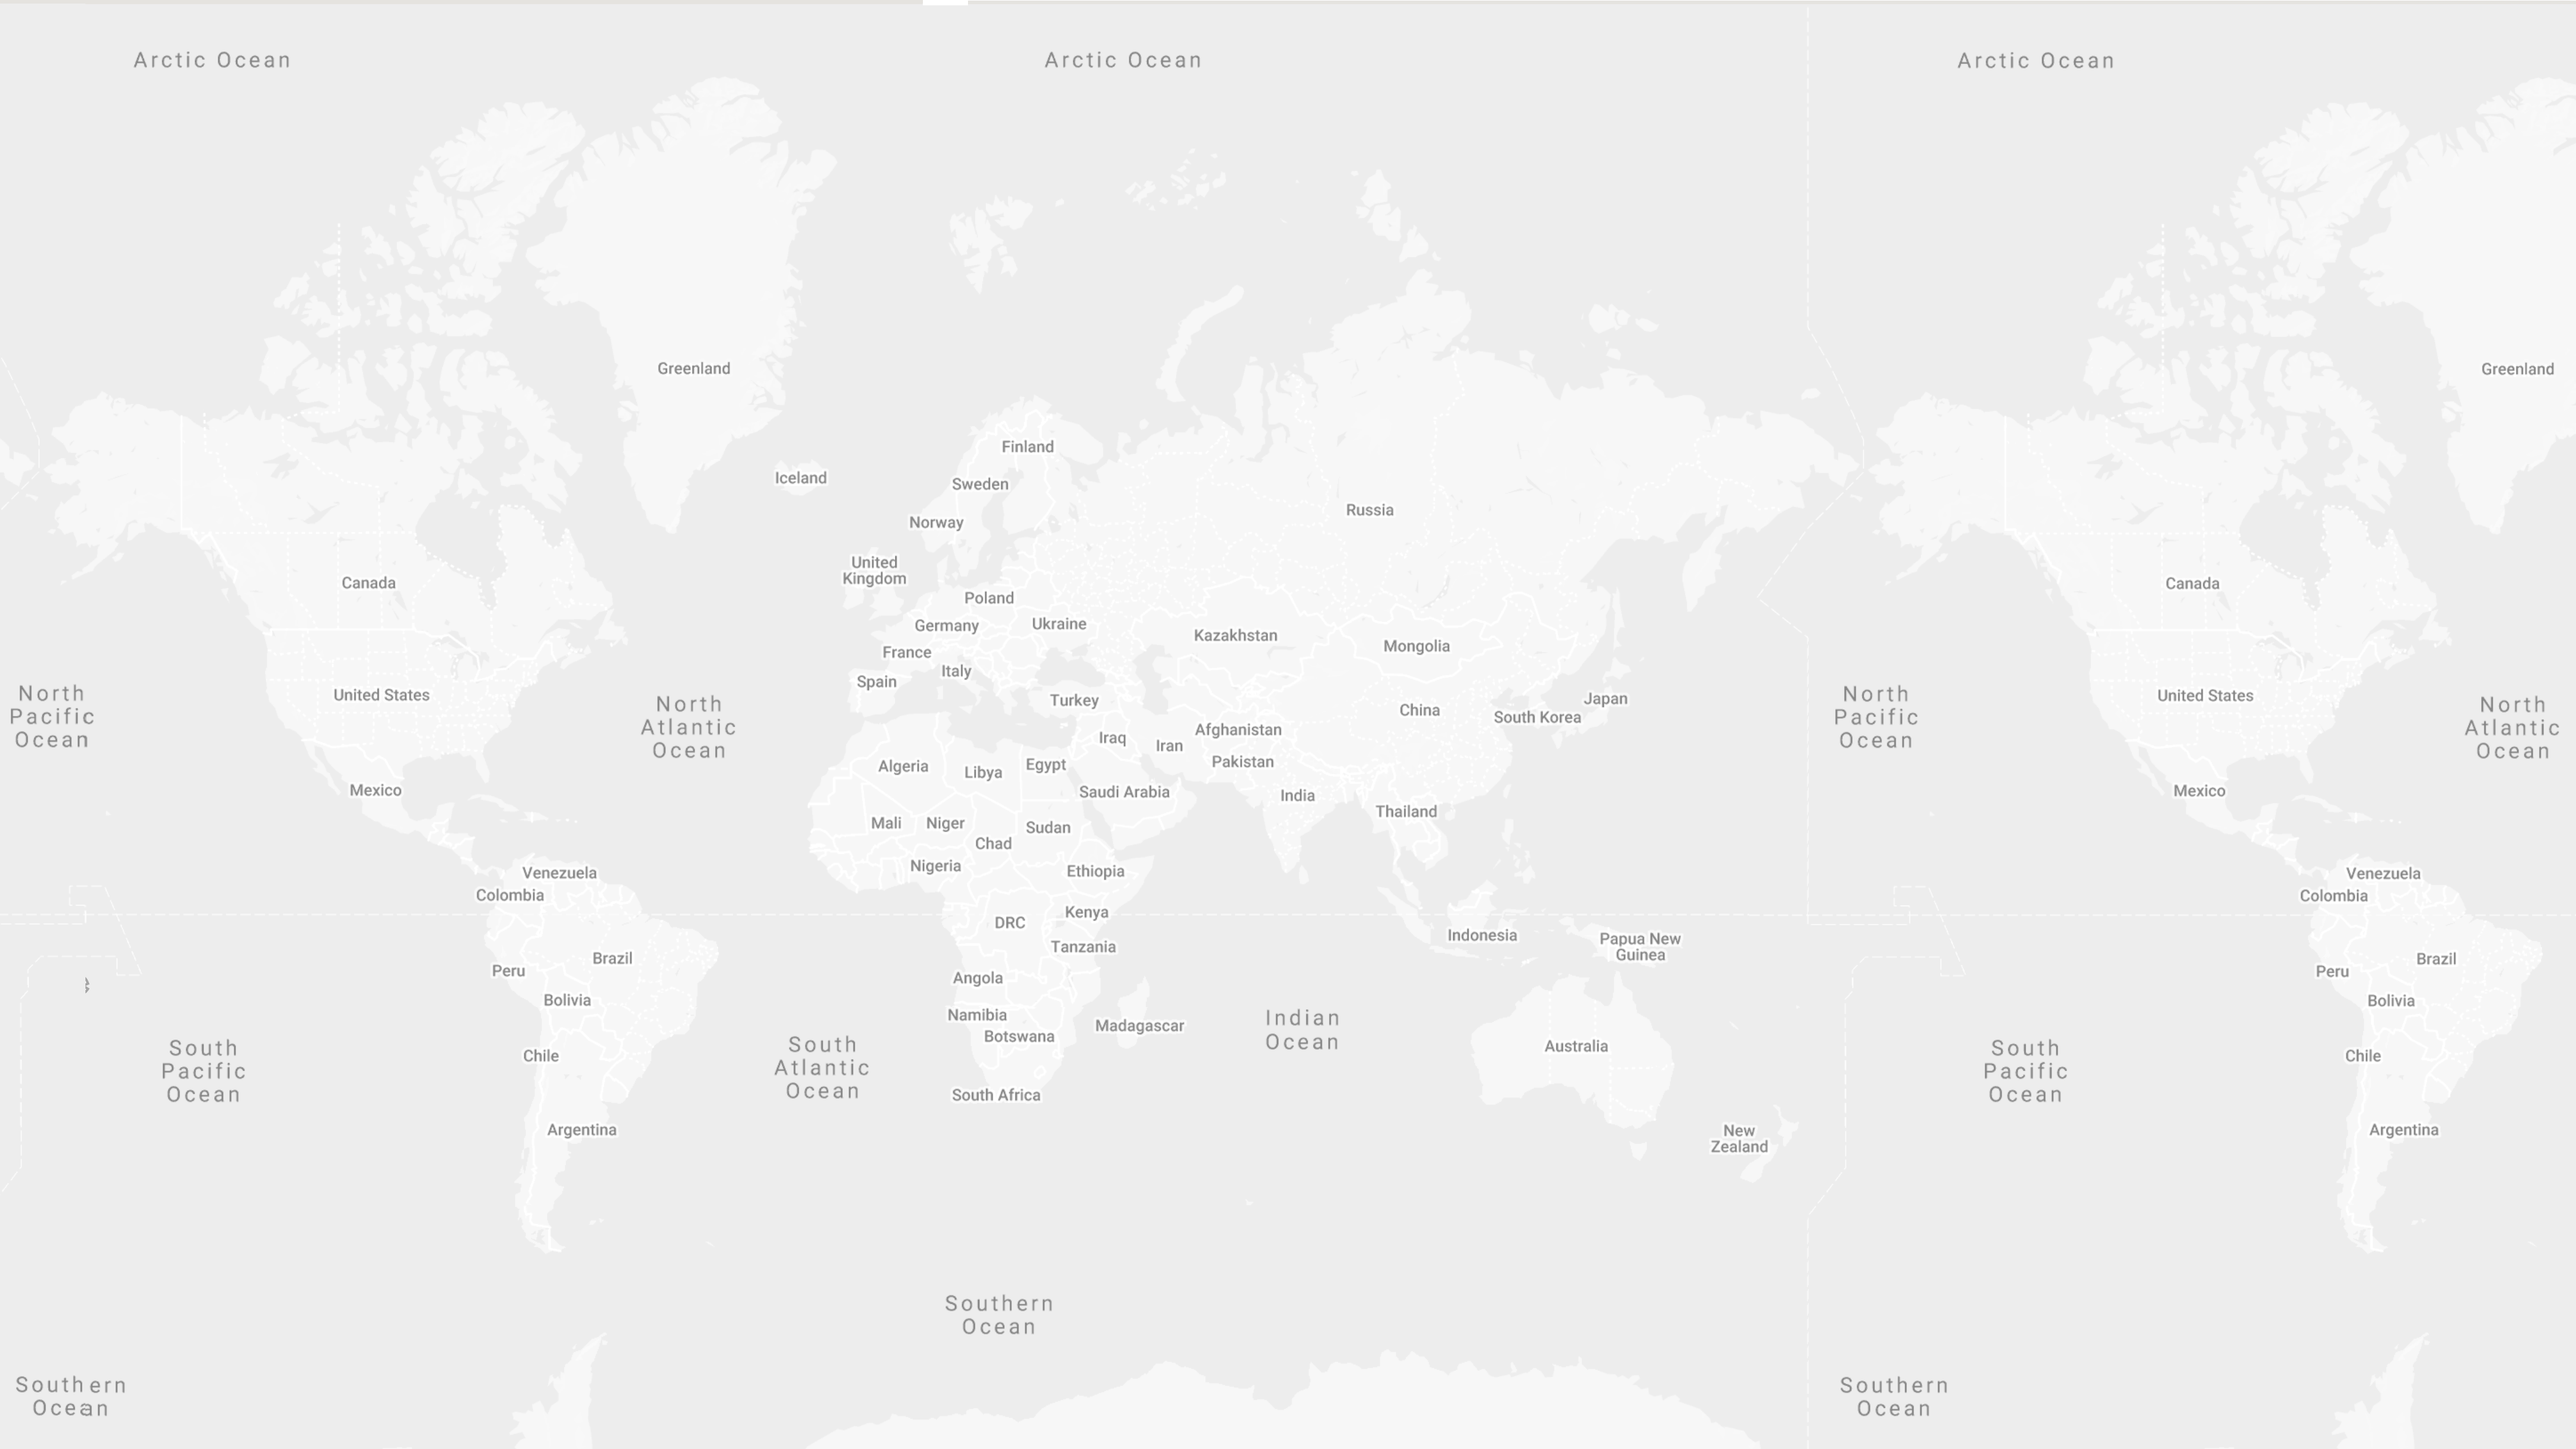 Arctic Ocean
Arctic Ocean
Arctic Ocean
Greenland
Greenland
Finland
Iceland
Sweden
Norway
Russia
United
Kingdom
Canada
Canada
Poland
Germany
Ukraine
Kazakhstan
Mongolia
France
Italy
Spain
North
Pacific
Ocean
United States
North
Atlantic
Ocean
Turkey
China
South Korea
Japan
North
Pacific
Ocean
United States
North
Atlantic
Ocean
Afghanistan
Iraq
Iran
Pakistan
Algeria
Libya
Egypt
Saudi Arabia
India
Thailand
Mexico
Mexico
Mali
Niger
Sudan
Chad
Nigeria
Ethiopia
Venezuela
Colombia
Venezuela
Colombia
DRC
Kenya
Tanzania
Indonesia
Papua New
Guinea
Brazil
Peru
Bolivia
Brazil
Peru
Bolivia
Angola
Namibia
Botswana
Madagascar
Indian
Ocean
Australia
South
Pacific
Ocean
Chile
South
Atlantic
Ocean
South Africa
South
Pacific
Ocean
Chile
Argentina
New
Zealand
Argentina
Southern
Ocean
Southern
Ocean
Southern
Ocean